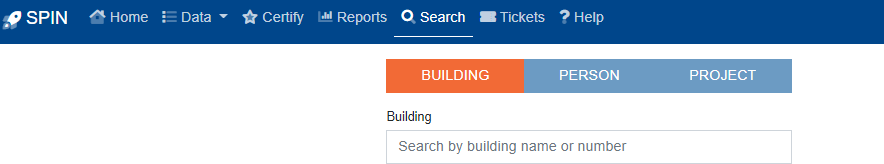 SPIN Home Data Certify Reports Search Tickets Help
BUILDING PERSON PROJECT
Building
Search by building name or number